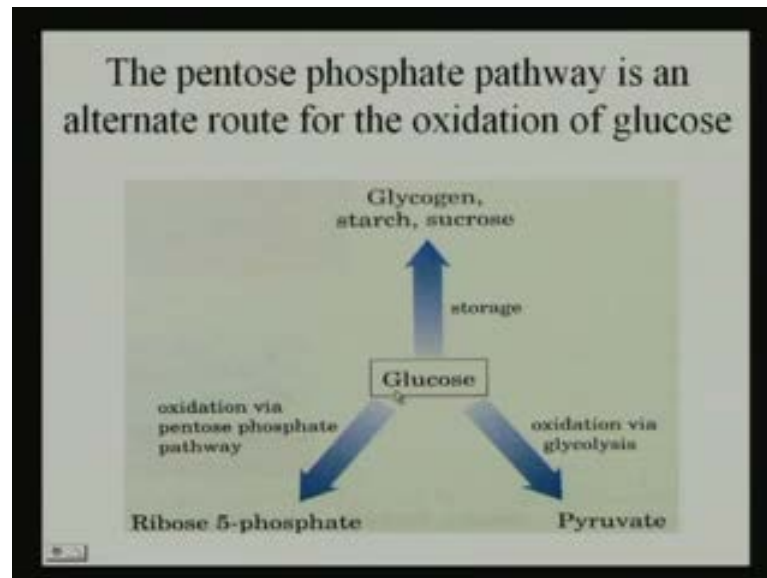 The pentose phosphate pathway is an
alternate route for the oxidation of glucose
Glycogen,
starch, sucrose
storage
Glucose
oxidation via
pentose phosphate
pathway
oxidation via
glycolysis
Ribose 5-phosphate
Pyruvate